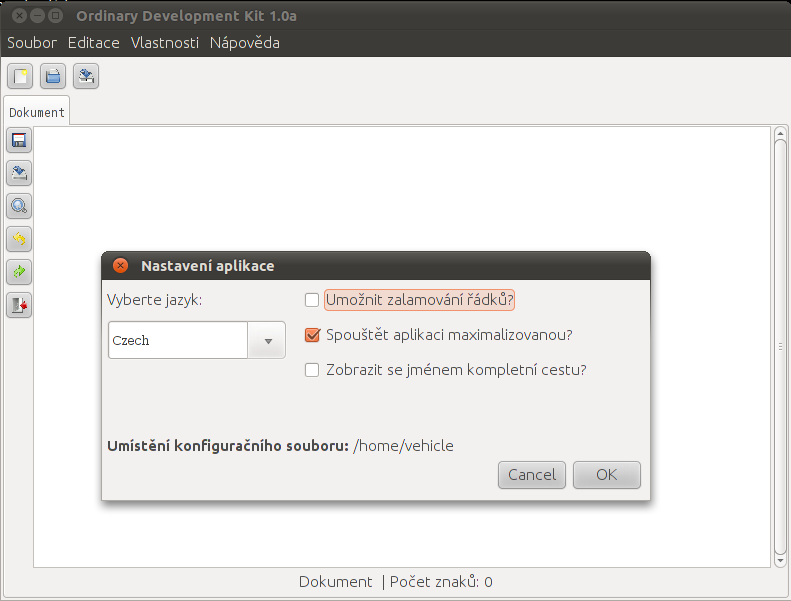 Ordinary Development Kit 1.0a
Soubor Editace Vlastnosti Nápověda
Dokument
Nastavení aplikace
Vyberte jazyk:
Umožnit zalamování řádků?
Czech
Spouštět aplikaci maximalizovanou?
Zobrazit se jménem kompletní cestu?
Umístění konfiguračního souboru: /home/vehicle
Cancel OK
Dokument | Počet znaků: 0